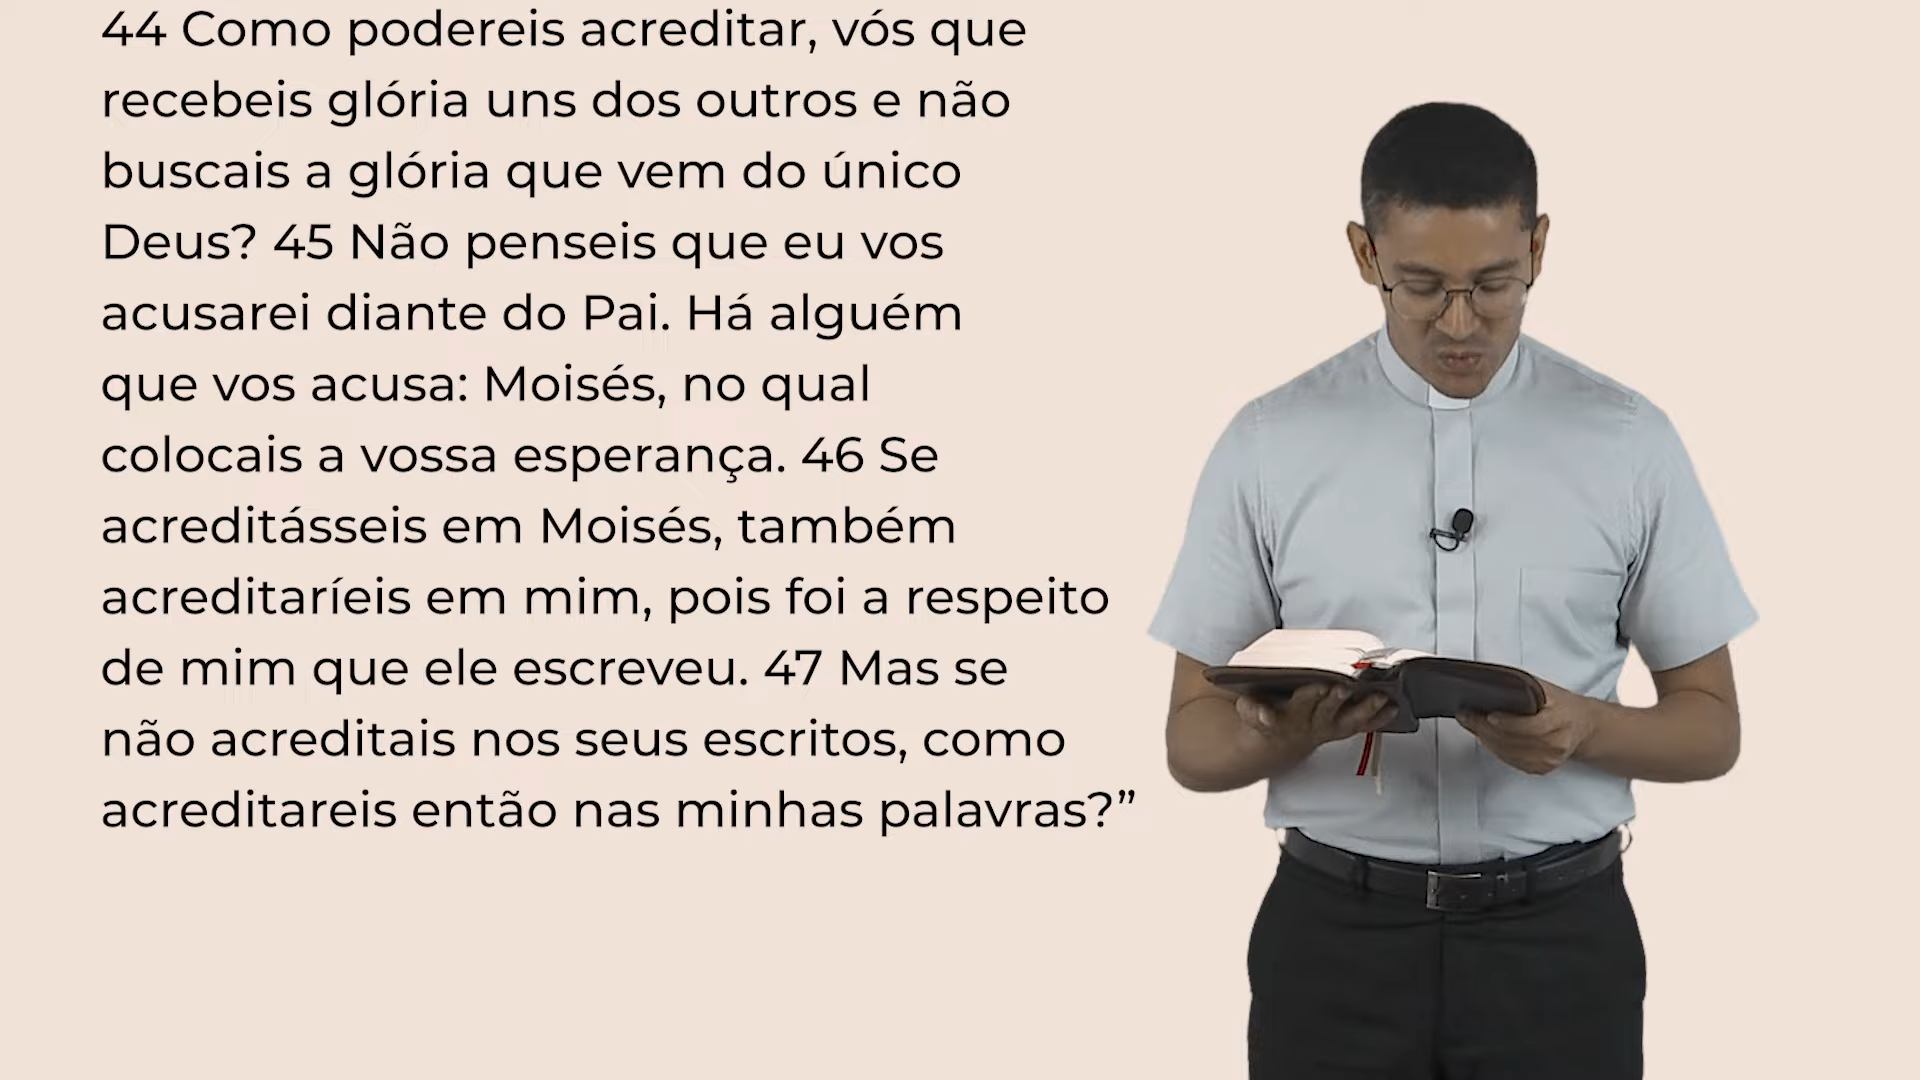 44 Como podereis acreditar, vós que
recebeis glória uns dos outros e não
buscais a glória que vem do único
Deus? 45 Não penseis que eu vos
acusarei diante do Pai. Há alguém
que vos acusa: Moisés, no qual
colocais a vossa esperança. 46 Se
acreditásseis em Moisés, também
acreditaríeis em mim, pois foi a respeito
de mim que ele escreveu. 47 Mas se
não acreditais nos seus escritos, como
acreditareis então nas minhas palavras?”